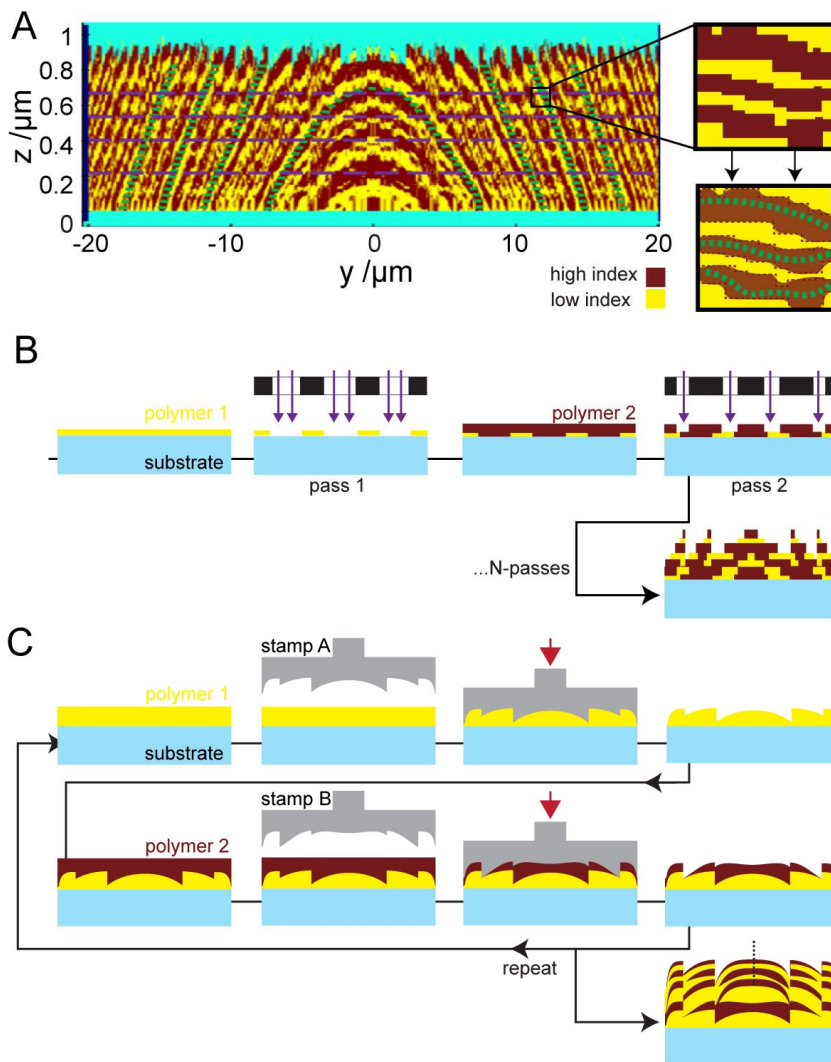 A
z /μm
1
0.8
0.6
0.4
0.2
0
-20
-10
0
10
20
y /μm
high index
low index
B
polymer 1
substrate
pass 1
polymer 2
pass 2
...N-passes
C
stamp A
polymer 1
substrate
stamp B
polymer 2
repeat